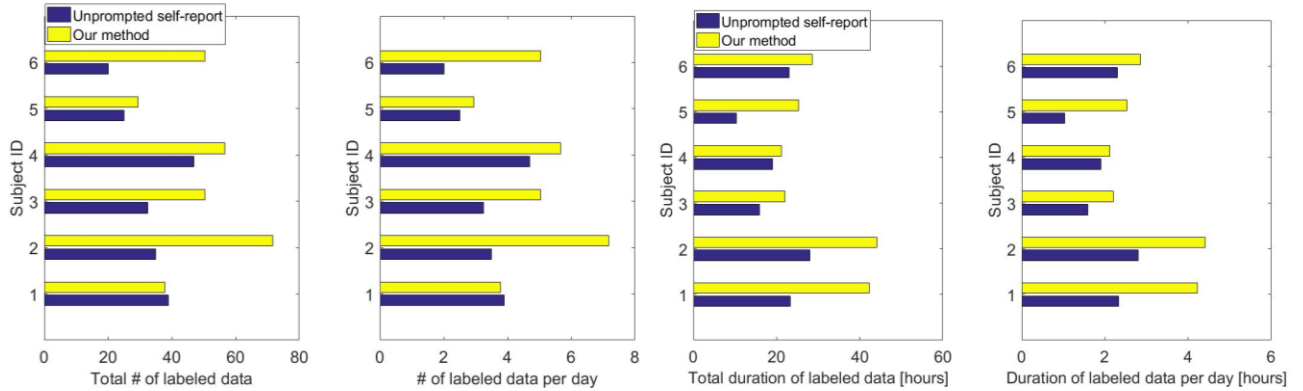 Unprompted self-report
Our method
Subject ID
6
5
4
3
2
1
0 20 40 60 80
Total # of labeled data
6
5
4
3
2
1
0 2 4 6 8
# of labeled data per day
Unprompted self-report
Our method
Subject ID
6
5
4
3
2
1
0 20 40 60
Total duration of labeled data [hours]
Subject ID
6
5
4
3
2
1
0 2 4 6
Duration of labeled data per day [hours]
Subject ID